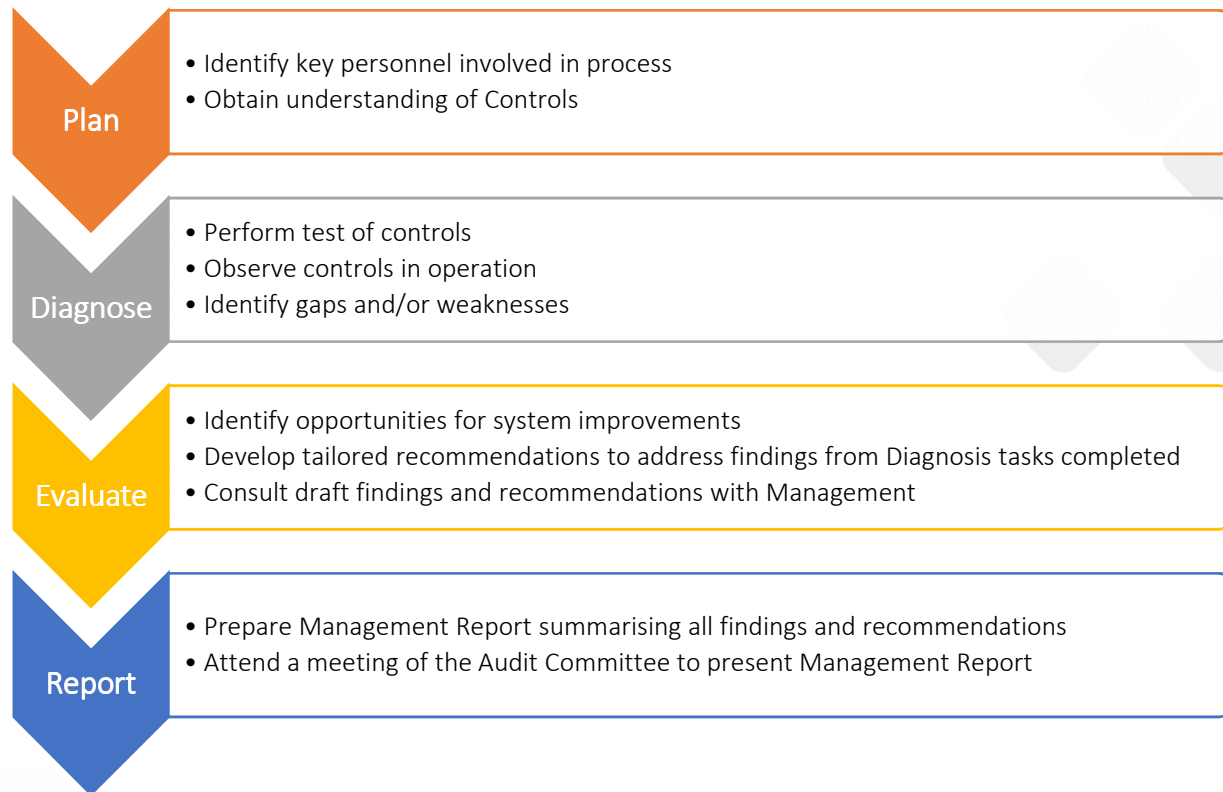 Plan
• Identify key personnel involved in process
• Obtain understanding of Controls
Diagnose
• Perform test of controls
• Observe controls in operation
• Identify gaps and/or weaknesses
Evaluate
• Identify opportunities for system improvements
• Develop tailored recommendations to address findings from Diagnosis tasks completed
• Consult draft findings and recommendations with Management
Report
• Prepare Management Report summarising all findings and recommendations
• Attend a meeting of the Audit Committee to present Management Report